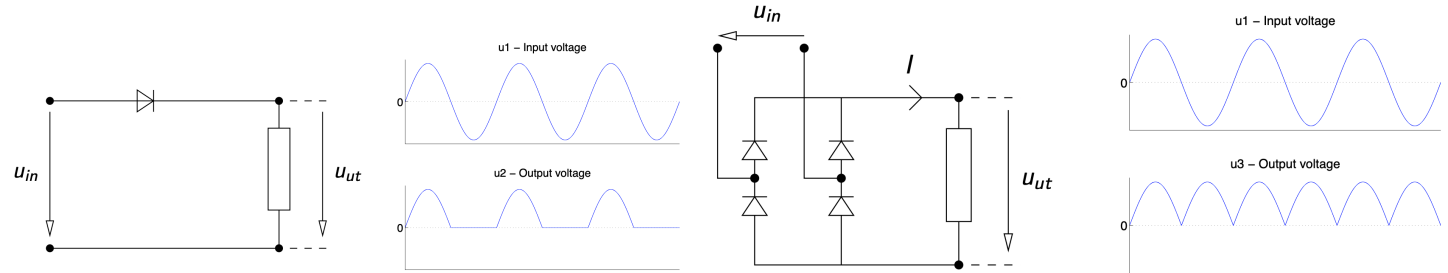 u_in
u_ut
u1 – Input voltage
0
u2 – Output voltage
0
u_in
I
u_ut
u1 – Input voltage
0
u3 – Output voltage
0